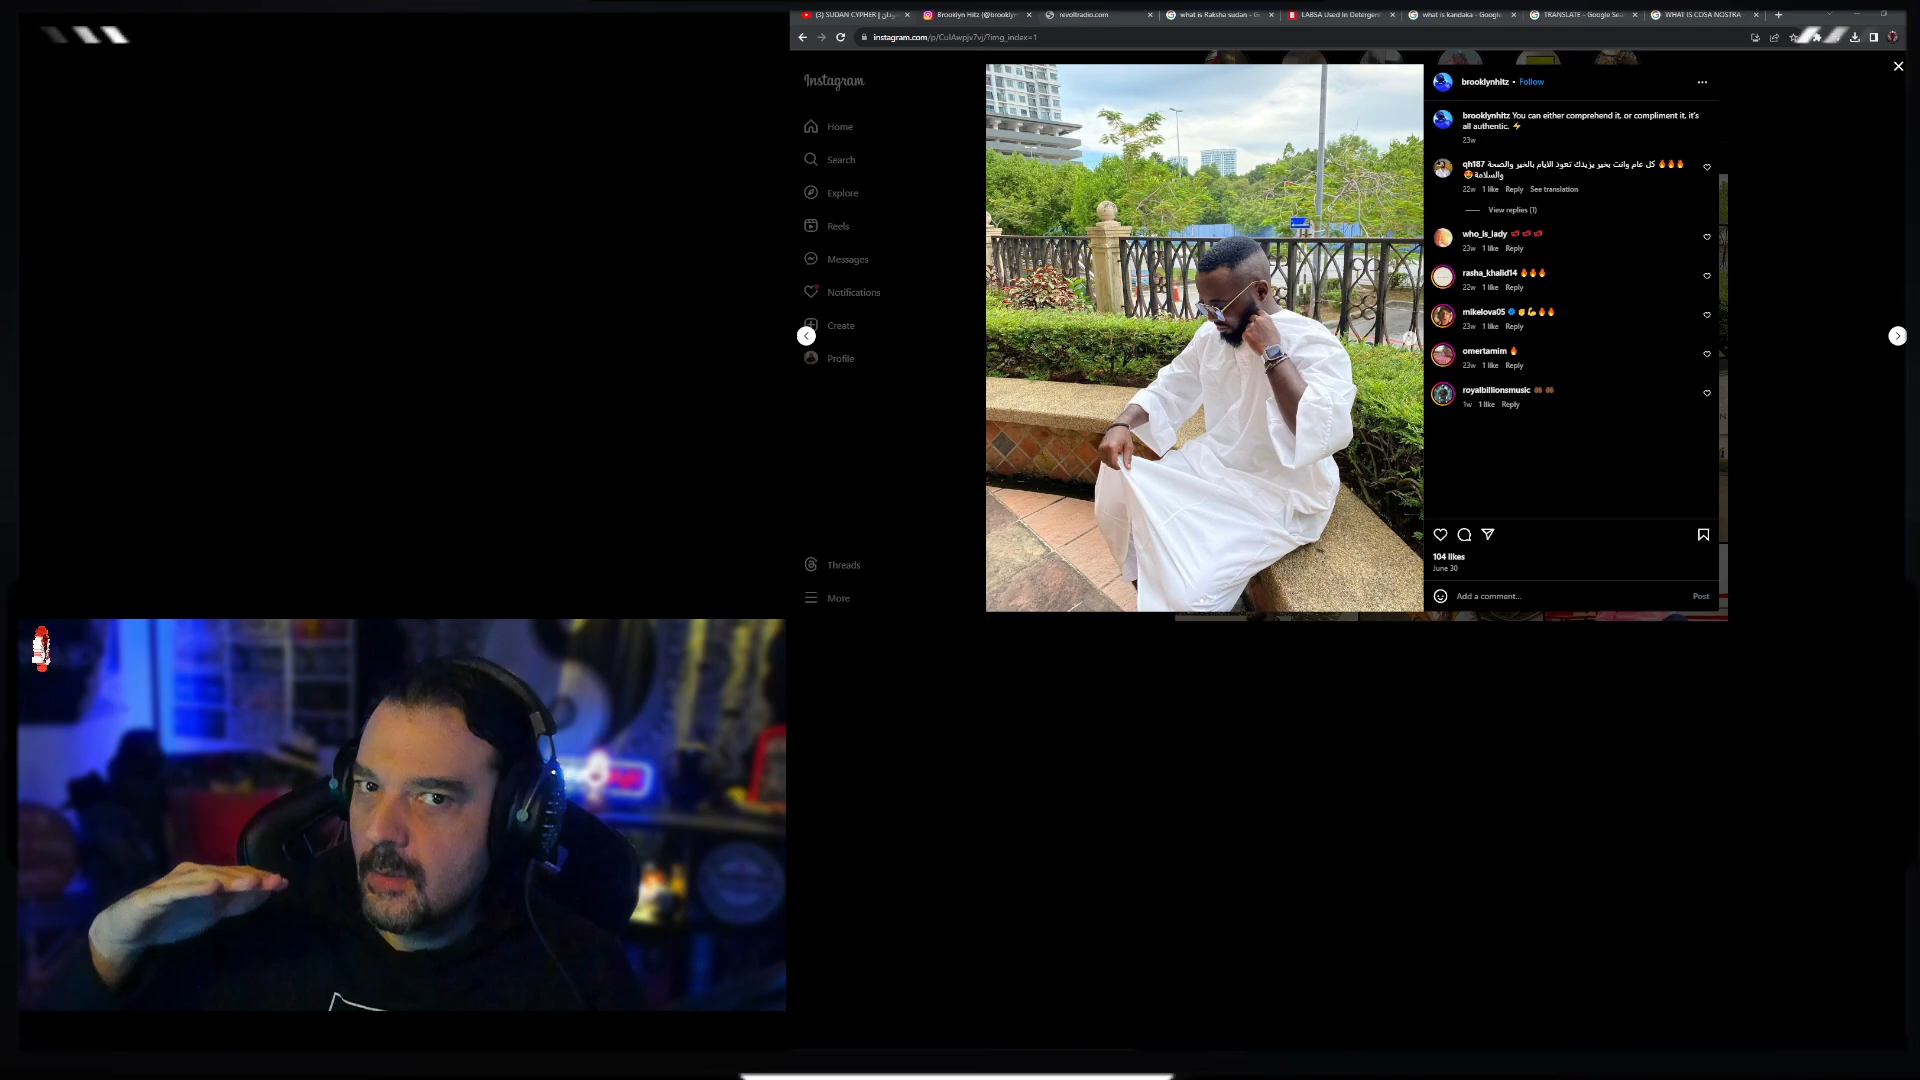 (3) SUDAN CYPHER |
Brooklyn Hitz (@brooklyn
revoltradio.com
what is Raksha sudan - G
LABSA Used In Detergen
what is kandaka - Google
TRANSLATE - Google Sea
WHAT IS COSA NOSTRA
instagram.com/p/CulAwpjv7vj/?img_index=1
Instagram
Home
Search
Explore
Reels
Messages
Notifications
Create
Profile
Threads
More
brooklynhitz • Follow
brooklynhitz You can either comprehend it, or compliment it, it's
all authentic. ⚡
23w
qh187 كل عام وانت بخير يزيدك تعود الايام بالخير والصحة 🔥🔥🔥
والسلامة😍
22w 1 like Reply See translation
View replies (1)
who_is_lady
23w 1 like Reply
rasha_khalid14 🔥🔥🔥
22w 1 like Reply
mikelova05 ✊💪🔥🔥
23w 1 like Reply
omertamim 🔥
23w 1 like Reply
royalbillionsmusic
1w 1 like Reply
104 likes
June 30
Add a comment...
Post